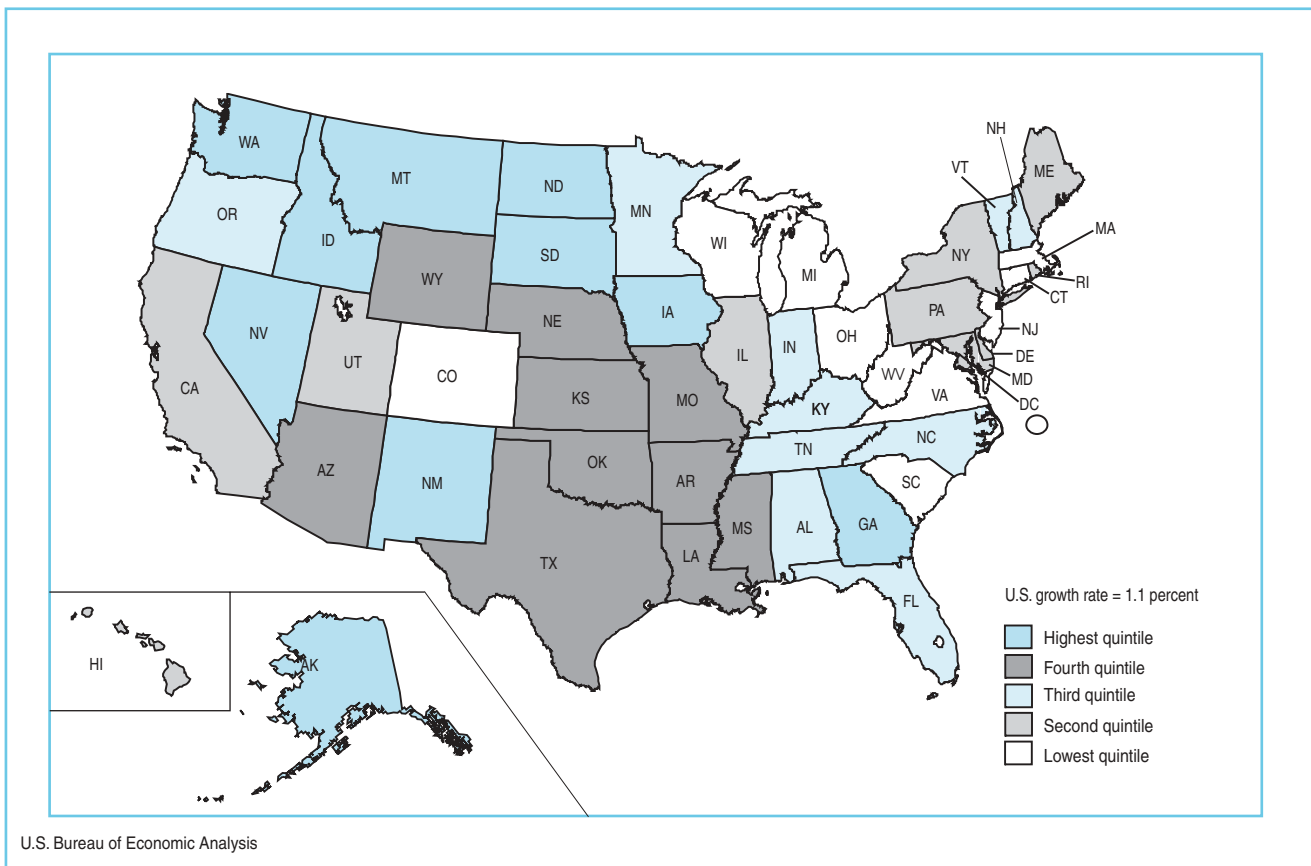 WA
MT
ND
MN
OR
ID
SD
WI
MI
NH
VT
ME
NY
MA
RI
CT
WY
NE
IA
PA
NJ
NV
UT
CO
IL
IN
OH
DE
MD
DC
CA
KS
MO
WV
VA
KY
AZ
NM
OK
AR
TN
NC
SC
TX
LA
MS
AL
GA
FL
HI
AK
U.S. growth rate = 1.1 percent
Highest quintile
Fourth quintile
Third quintile
Second quintile
Lowest quintile
U.S. Bureau of Economic Analysis